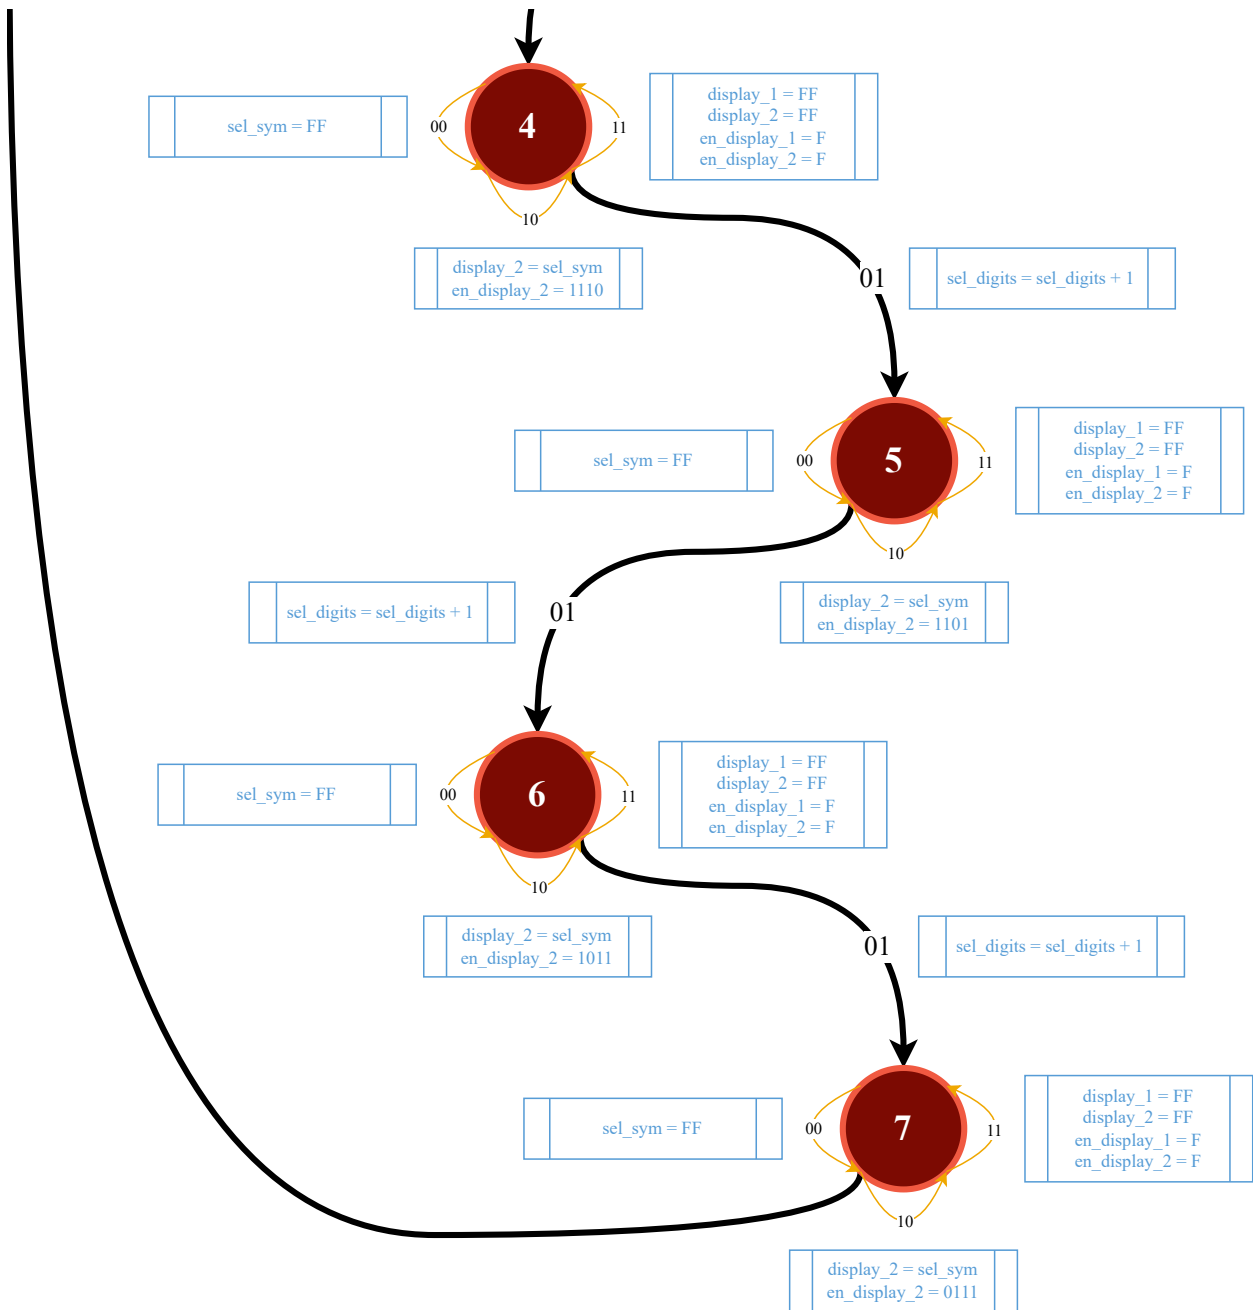 sel_sym = FF
00
4
11
10
display_1 = FF
display_2 = FF
en_display_1 = F
en_display_2 = F
display_2 = sel_sym
en_display_2 = 1110
01
sel_digits = sel_digits + 1
sel_sym = FF
00
5
11
10
display_1 = FF
display_2 = FF
en_display_1 = F
en_display_2 = F
display_2 = sel_sym
en_display_2 = 1101
sel_digits = sel_digits + 1
01
sel_sym = FF
00
6
11
10
display_1 = FF
display_2 = FF
en_display_1 = F
en_display_2 = F
display_2 = sel_sym
en_display_2 = 1011
01
sel_digits = sel_digits + 1
sel_sym = FF
00
7
11
10
display_1 = FF
display_2 = FF
en_display_1 = F
en_display_2 = F
display_2 = sel_sym
en_display_2 = 0111